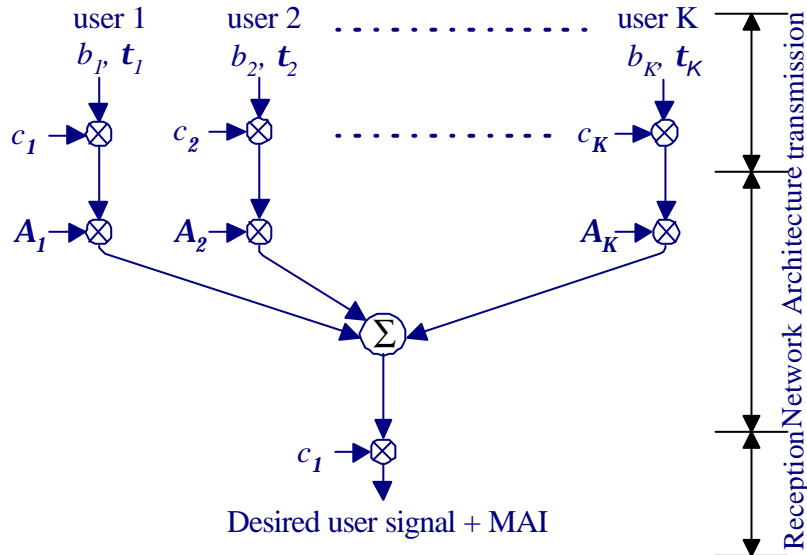 user 1 user 2 user K
b1, t1 b2, t2 bK, tK
c1 c2 cK
A1 A2 AK
Σ
c1
Desired user signal + MAI
transmission
Network Architecture
Reception